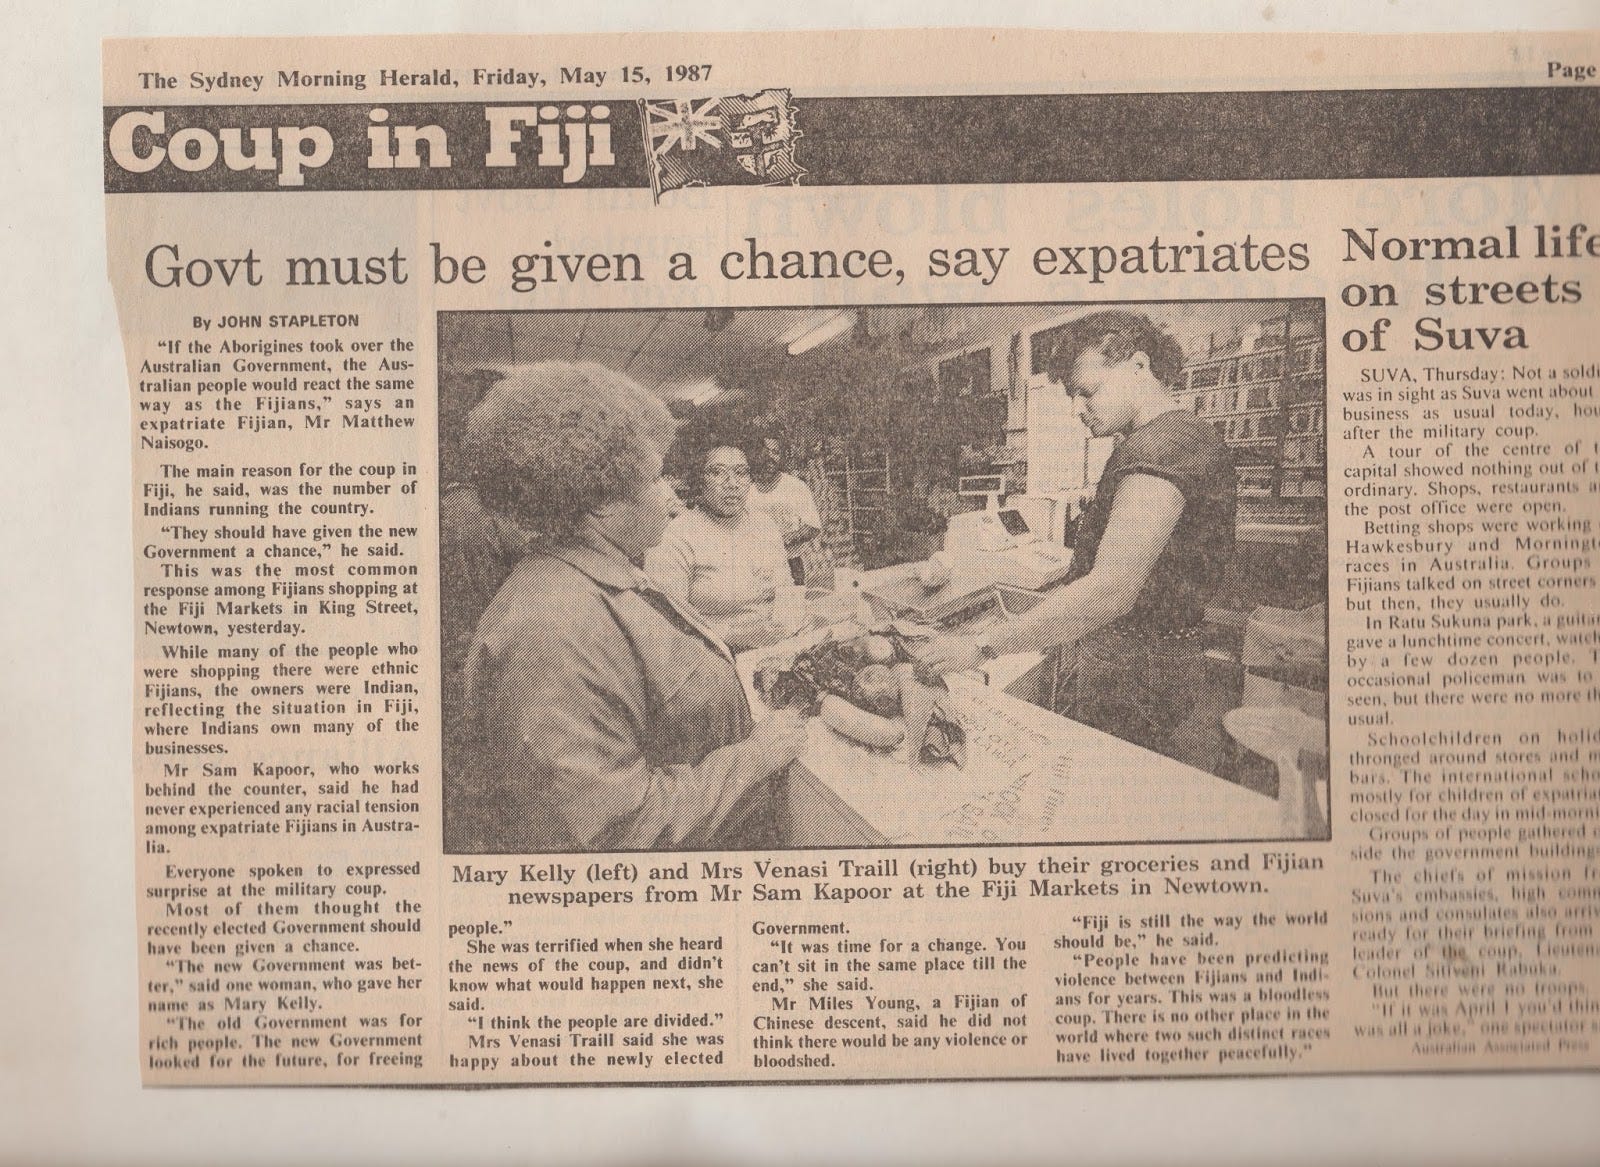 The Sydney Morning Herald, Friday, May 15, 1987
Page
Coup in Fiji
Govt must be given a chance, say expatriates
By JOHN STAPLETON
“If the Aborigines took over the
Australian Government, the Aus-
tralian people would react the same
way as the Fijians,” says an
expatriate Fijian, Mr Matthew
Naisogo.
The main reason for the coup in
Fiji, he said, was the number of
Indians running the country.
“They should have given the new
Government a chance,” he said.
This was the most common
response among Fijians shopping at
the Fiji Markets in King Street,
Newtown, yesterday.
While many of the people who
were shopping there were ethnic
Fijians, the owners were Indian,
reflecting the situation in Fiji,
where Indians own many of the
businesses.
Mr Sam Kapoor, who works
behind the counter, said he had
never experienced any racial tension
among expatriate Fijians in Austra-
lia.
Everyone spoken to expressed
surprise at the military coup.
Most of them thought the
recently elected Government should
have been given a chance.
“The new Government was bet-
ter,” said one woman, who gave her
name as Mary Kelly.
“The old Government was for
rich people. The new Government
looked for the future, for freeing
Mary Kelly (left) and Mrs Venasi Traill (right) buy their groceries and Fijian
newspapers from Mr Sam Kapoor at the Fiji Markets in Newtown.
people.”
She was terrified when she heard
the news of the coup, and didn’t
know what would happen next, she
said.
“I think the people are divided.”
Mrs Venasi Traill said she was
happy about the newly elected
Government.
“It was time for a change. You
can’t sit in the same place till the
end,” she said.
Mr Miles Young, a Fijian of
Chinese descent, said he did not
think there would be any violence or
bloodshed.
“Fiji is still the way the world
should be,” he said.
“People have been predicting
violence between Fijians and Indi-
ans for years. This was a bloodless
coup. There is no other place in the
world where two such distinct races
have lived together peacefully.”
Normal life
on streets
of Suva
SUVA, Thursday: Not a soldi
was in sight as Suva went about
business as usual today, hou
after the military coup.
A tour of the centre of t
capital showed nothing out of t
ordinary. Shops, restaurants a
the post office were open.
Betting shops were working
Hawkesbury and Morningt
races in Australia. Groups
Fijians talked on street corners
but then, they usually do.
In Ratu Sukuna park, a guitar
gave a lunchtime concert, watch
by a few dozen people. T
occasional policeman was to
seen, but there were no more th
usual.
Schoolchildren on holid
thronged around stores and m
bars. The international scho
mostly for children of expatriat
closed for the day in mid-morni
Groups of people gathered o
side the government building
The chiefs of mission fr
Suva’s embassies, high comm
sions and consulates also arriv
ready for their briefing from
leader of the coup, Lieutena
Colonel Sitiveni Rabuka.
But there were no troops.
“If it was April 1 you’d thin
was all a joke,” one spectator s
Australian Associated Press